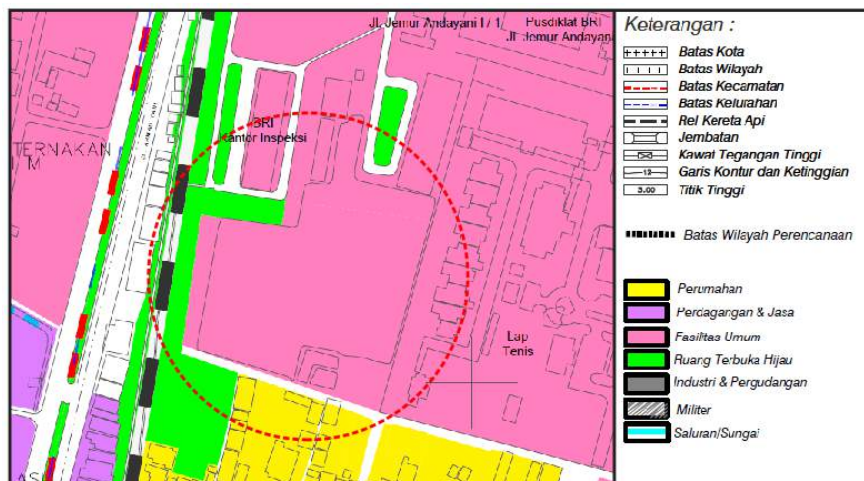 Jl. Jemur Andayani I / 1
Pusdiklat BRI
Jl. Jemur Andayani
BRI
Kantor Inspeksi
TERNAKAN
M
Lap
Tenis
AS
Keterangan :
Batas Kota
Batas Wilayah
Batas Kecamatan
Batas Kelurahan
Rel Kereta Api
Jembatan
Kawat Tegangan Tinggi
12 Garis Kontur dan Ketinggian
3.00 Titik Tinggi
Batas Wilayah Perencanaan
Perumahan
Perdagangan & Jasa
Fasilitas Umum
Ruang Terbuka Hijau
Industri & Pergudangan
Militer
Saluran/Sungai